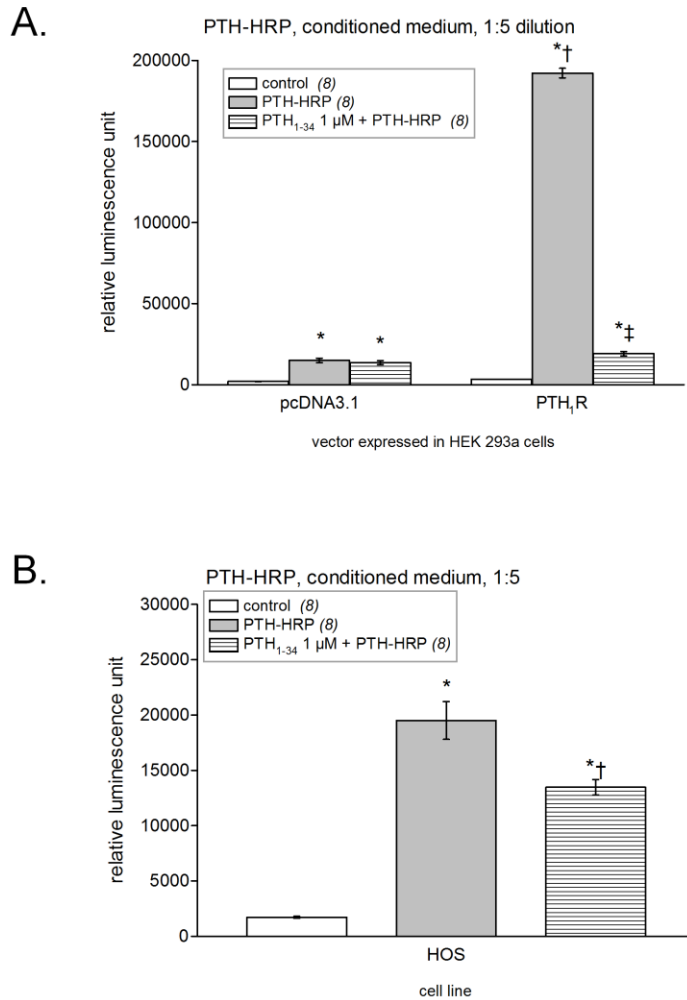 A.
PTH-HRP, conditioned medium, 1:5 dilution
200000
150000
100000
50000
0
relative luminescence unit
control (8)
PTH-HRP (8)
PTH₁₋₃₄ 1 µM + PTH-HRP (8)
*
*
*†
*‡
pcDNA3.1
PTH₁R
vector expressed in HEK 293a cells
B.
PTH-HRP, conditioned medium, 1:5
30000
25000
20000
15000
10000
5000
0
relative luminescence unit
control (8)
PTH-HRP (8)
PTH₁₋₃₄ 1 µM + PTH-HRP (8)
*
*†
HOS
cell line